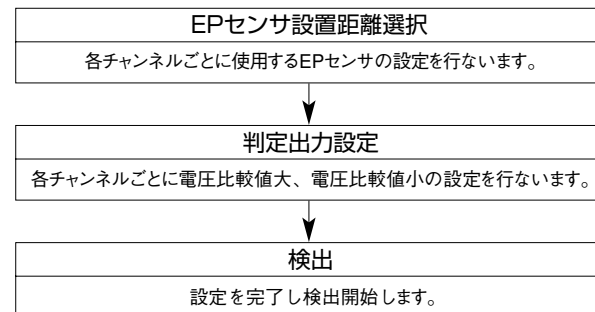 EPセンサ設置距離選択
各チャンネルごとに使用するEPセンサの設定を行ないます。
判定出力設定
各チャンネルごとに電圧比較値大、電圧比較値小の設定を行ないます。
検出
設定を完了し検出開始します。